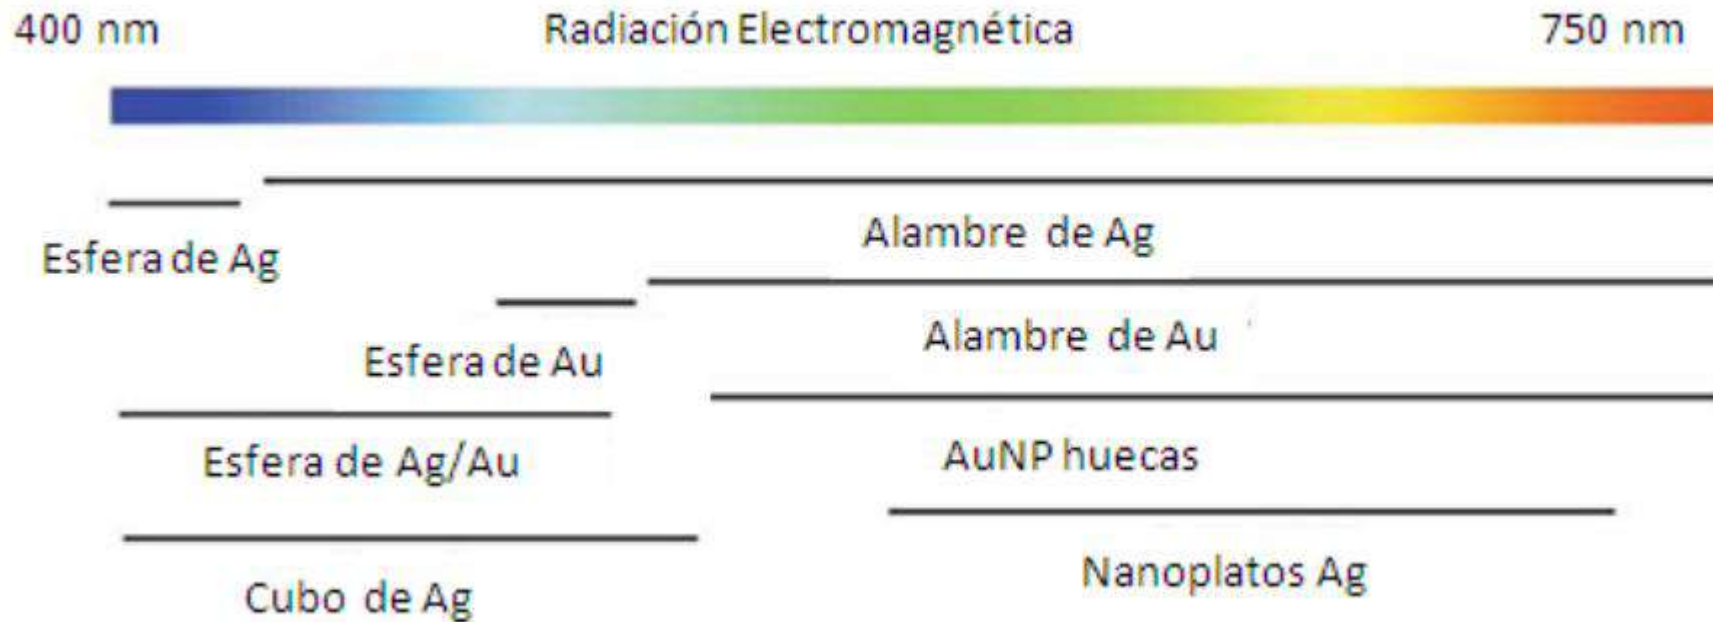 400 nm
Radiación Electromagnética
750 nm
Esfera de Ag
Alambre de Ag
Esfera de Au
Alambre de Au
Esfera de Ag/Au
AuNP huecas
Cubo de Ag
Nanoplatos Ag